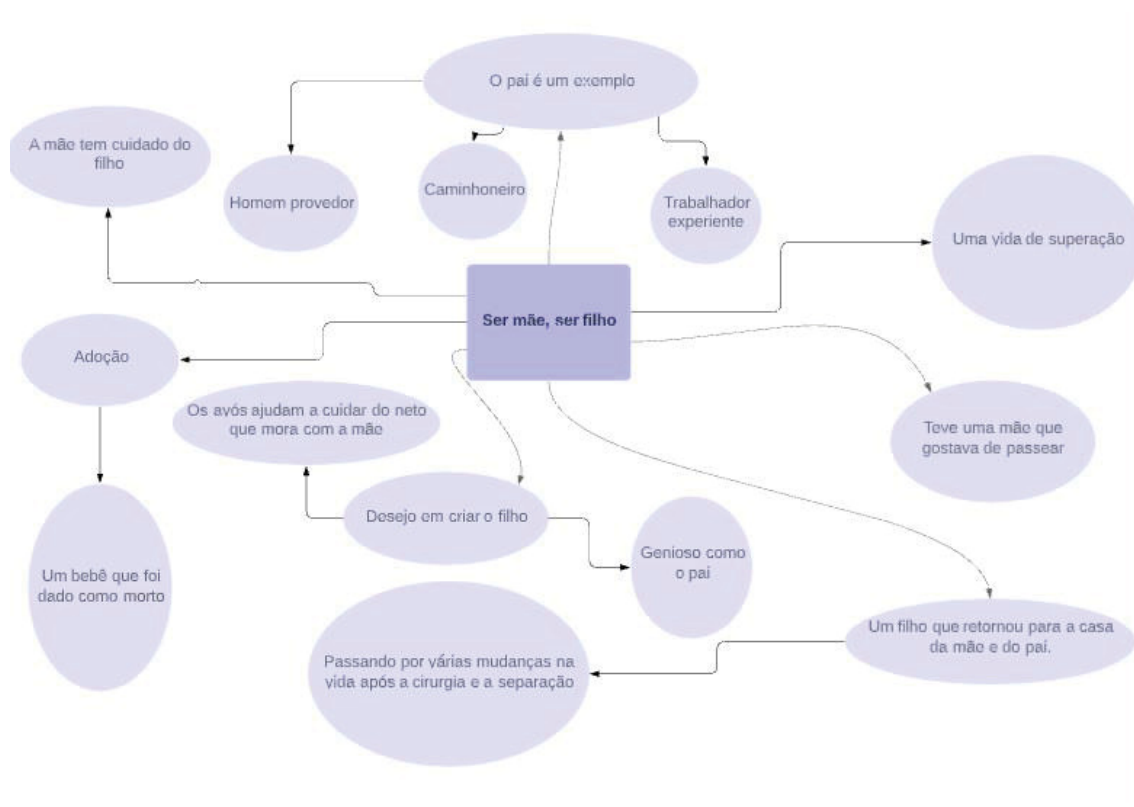 O pai é um exemplo
A mãe tem cuidado do
filho
Homem provedor
Caminhoneiro
Trabalhador
experiente
Uma vida de superação
Ser mãe, ser filho
Adoção
Os avós ajudam a cuidar do neto
que mora com a mãe
Teve uma mãe que
gostava de passear
Desejo em criar o filho
Genioso como
o pai
Um bebê que foi
dado como morto
Um filho que retornou para a casa
da mãe e do pai.
Passando por várias mudanças na
vida após a cirurgia e a separação